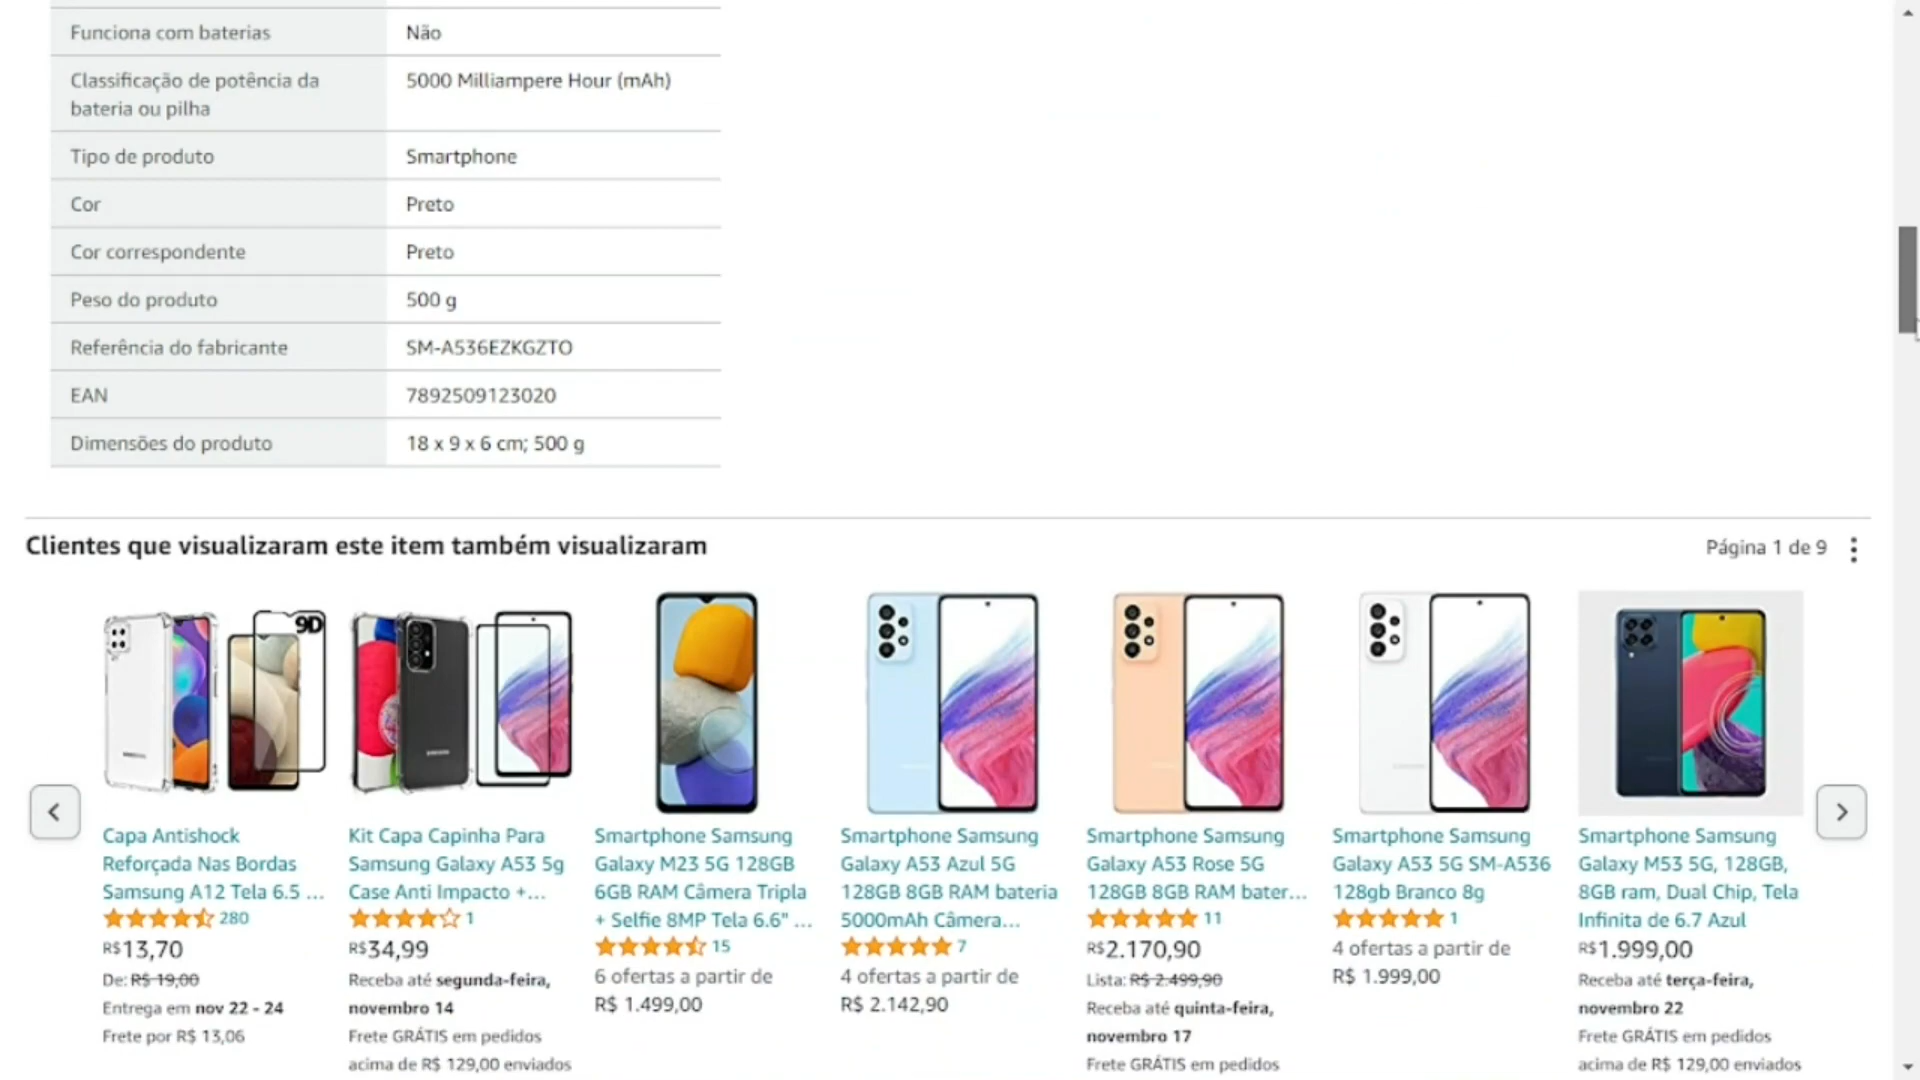 Funciona com baterias Não
Classificação de potência da 5000 Milliampere Hour (mAh)
bateria ou pilha
Tipo de produto Smartphone
Cor Preto
Cor correspondente Preto
Peso do produto 500 g
Referência do fabricante SM-A536EZKGZTO
EAN 7892509123020
Dimensões do produto 18 x 9 x 6 cm; 500 g
Clientes que visualizaram este item também visualizaram
Página 1 de 9
9D
Capa Antishock
Reforçada Nas Bordas
Samsung A12 Tela 6.5 ...
280
R$13,70
De: R$ 19,00
Entrega em nov 22 - 24
Frete por R$ 13,06
Kit Capa Capinha Para
Samsung Galaxy A53 5g
Case Anti Impacto +...
1
R$34,99
Receba até segunda-feira,
novembro 14
Frete GRÁTIS em pedidos
acima de R$ 129,00 enviados
Smartphone Samsung
Galaxy M23 5G 128GB
6GB RAM Câmera Tripla
+ Selfie 8MP Tela 6.6" ...
15
6 ofertas a partir de
R$ 1.499,00
Smartphone Samsung
Galaxy A53 Azul 5G
128GB 8GB RAM bateria
5000mAh Câmera...
7
4 ofertas a partir de
R$ 2.142,90
Smartphone Samsung
Galaxy A53 Rose 5G
128GB 8GB RAM bater...
11
R$2.170,90
Lista: R$ 2.499,90
Receba até quinta-feira,
novembro 17
Frete GRÁTIS em pedidos
Smartphone Samsung
Galaxy A53 5G SM-A536
128gb Branco 8g
1
4 ofertas a partir de
R$ 1.999,00
Smartphone Samsung
Galaxy M53 5G, 128GB,
8GB ram, Dual Chip, Tela
Infinita de 6.7 Azul
R$1.999,00
Receba até terça-feira,
novembro 22
Frete GRÁTIS em pedidos
acima de R$ 129,00 enviados